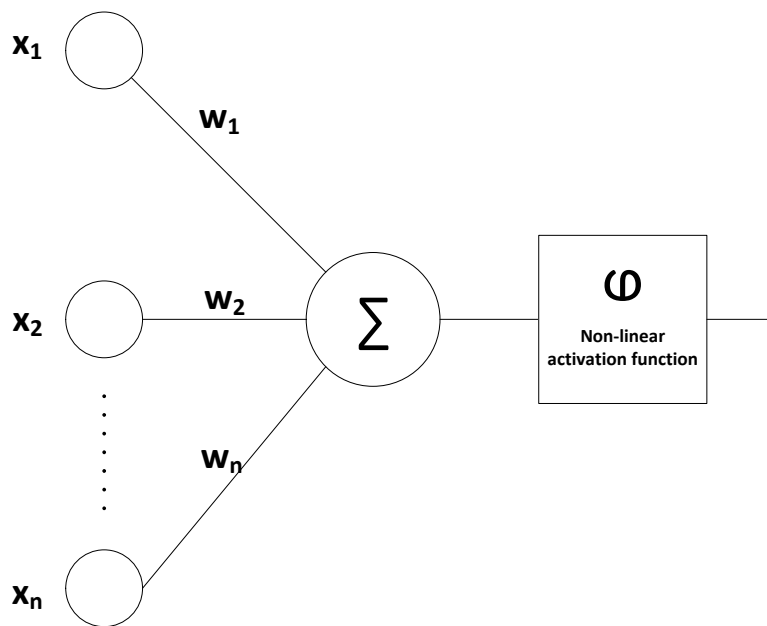 x₁
w₁
x₂
w₂
∑
φ
Non-linear
activation function
wₙ
xₙ